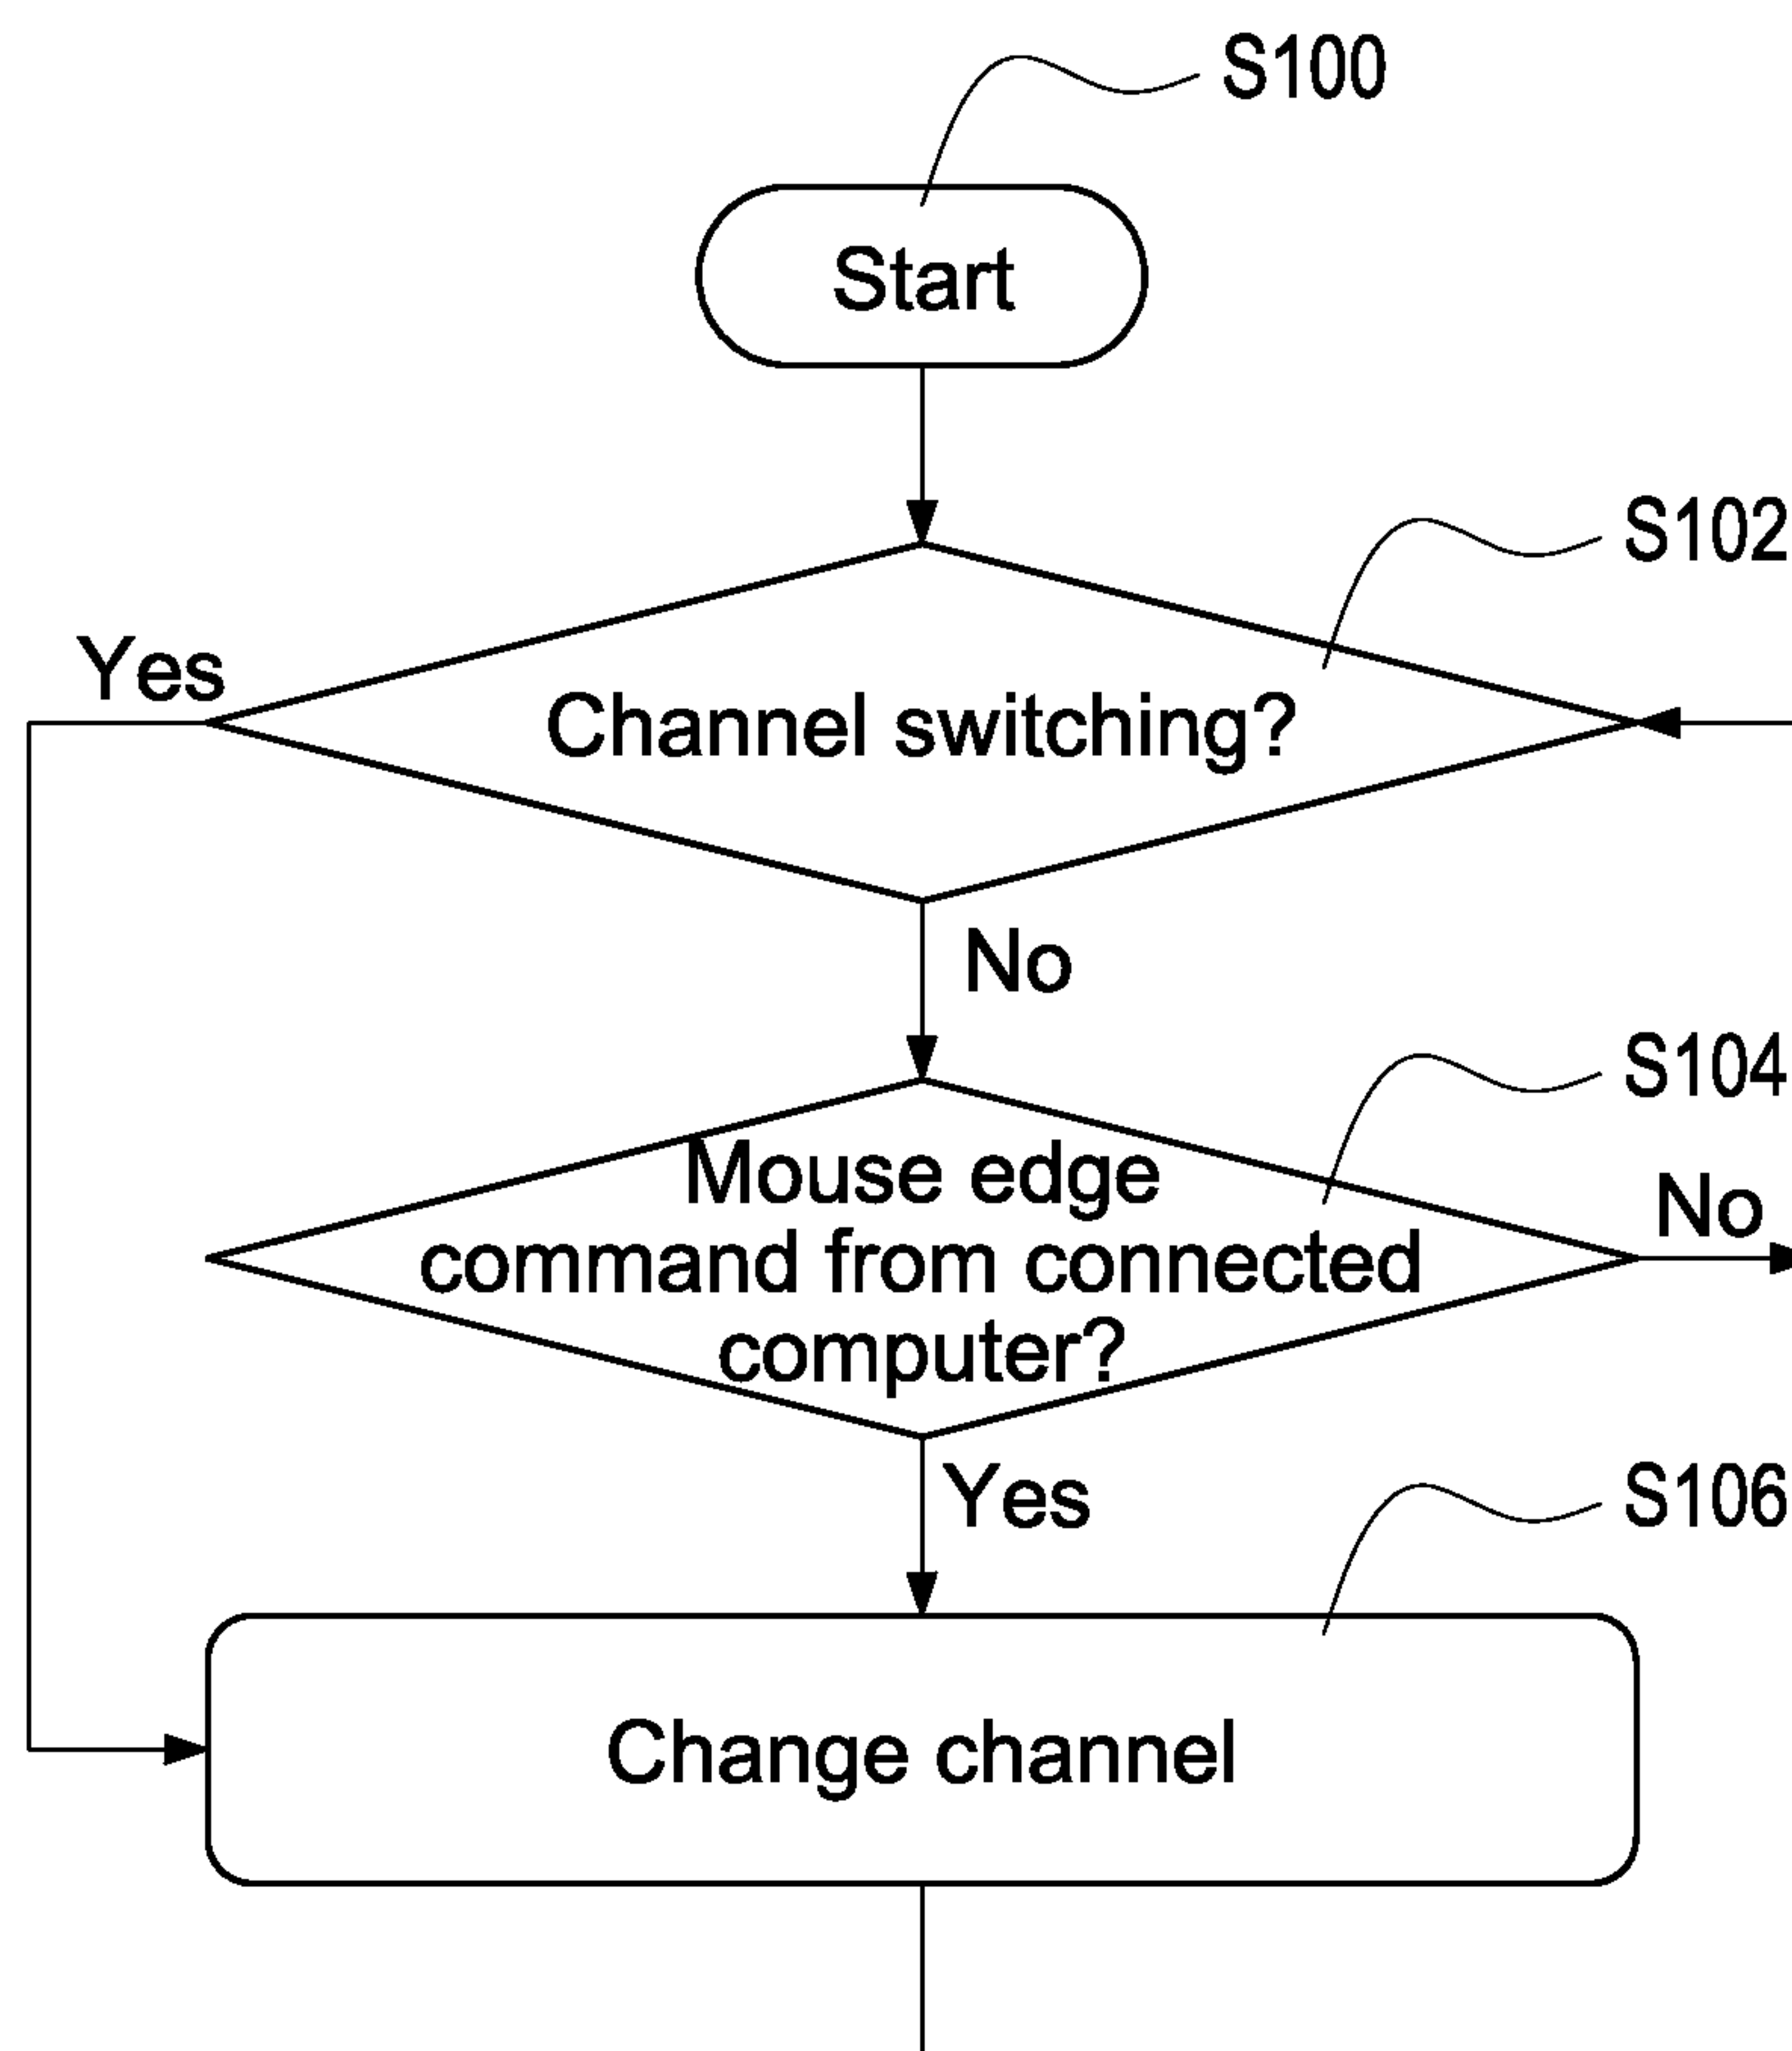 S100
Start
S102
Yes
Channel switching?
No
S104
Mouse edge
No
command from connected
computer?
Yes
S106
Change channel